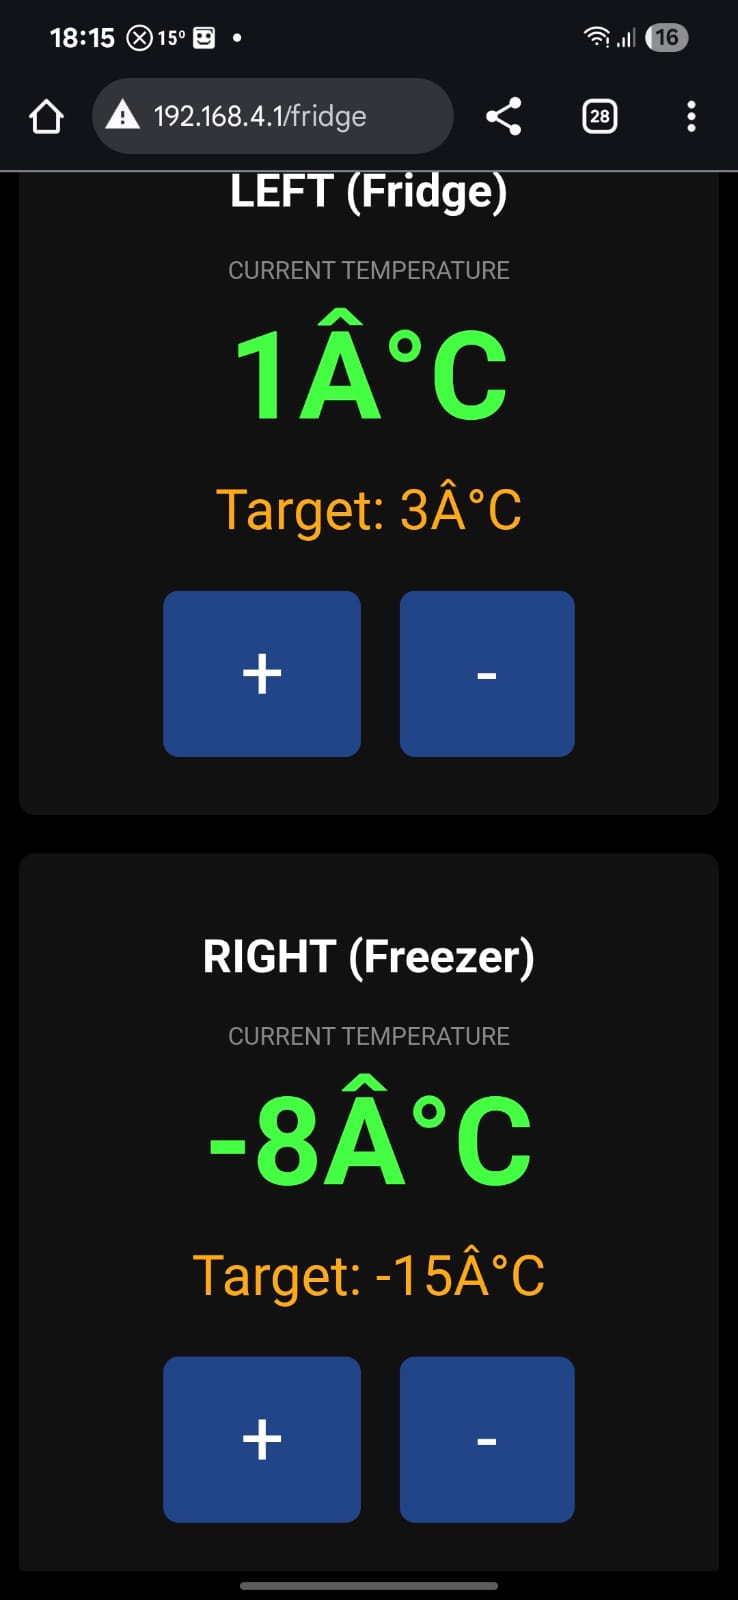 18:15 15° 16
192.168.4.1/fridge 28
LEFT (Fridge)
CURRENT TEMPERATURE
1Â°C
Target: 3Â°C
+ -
RIGHT (Freezer)
CURRENT TEMPERATURE
-8Â°C
Target: -15Â°C
+ -